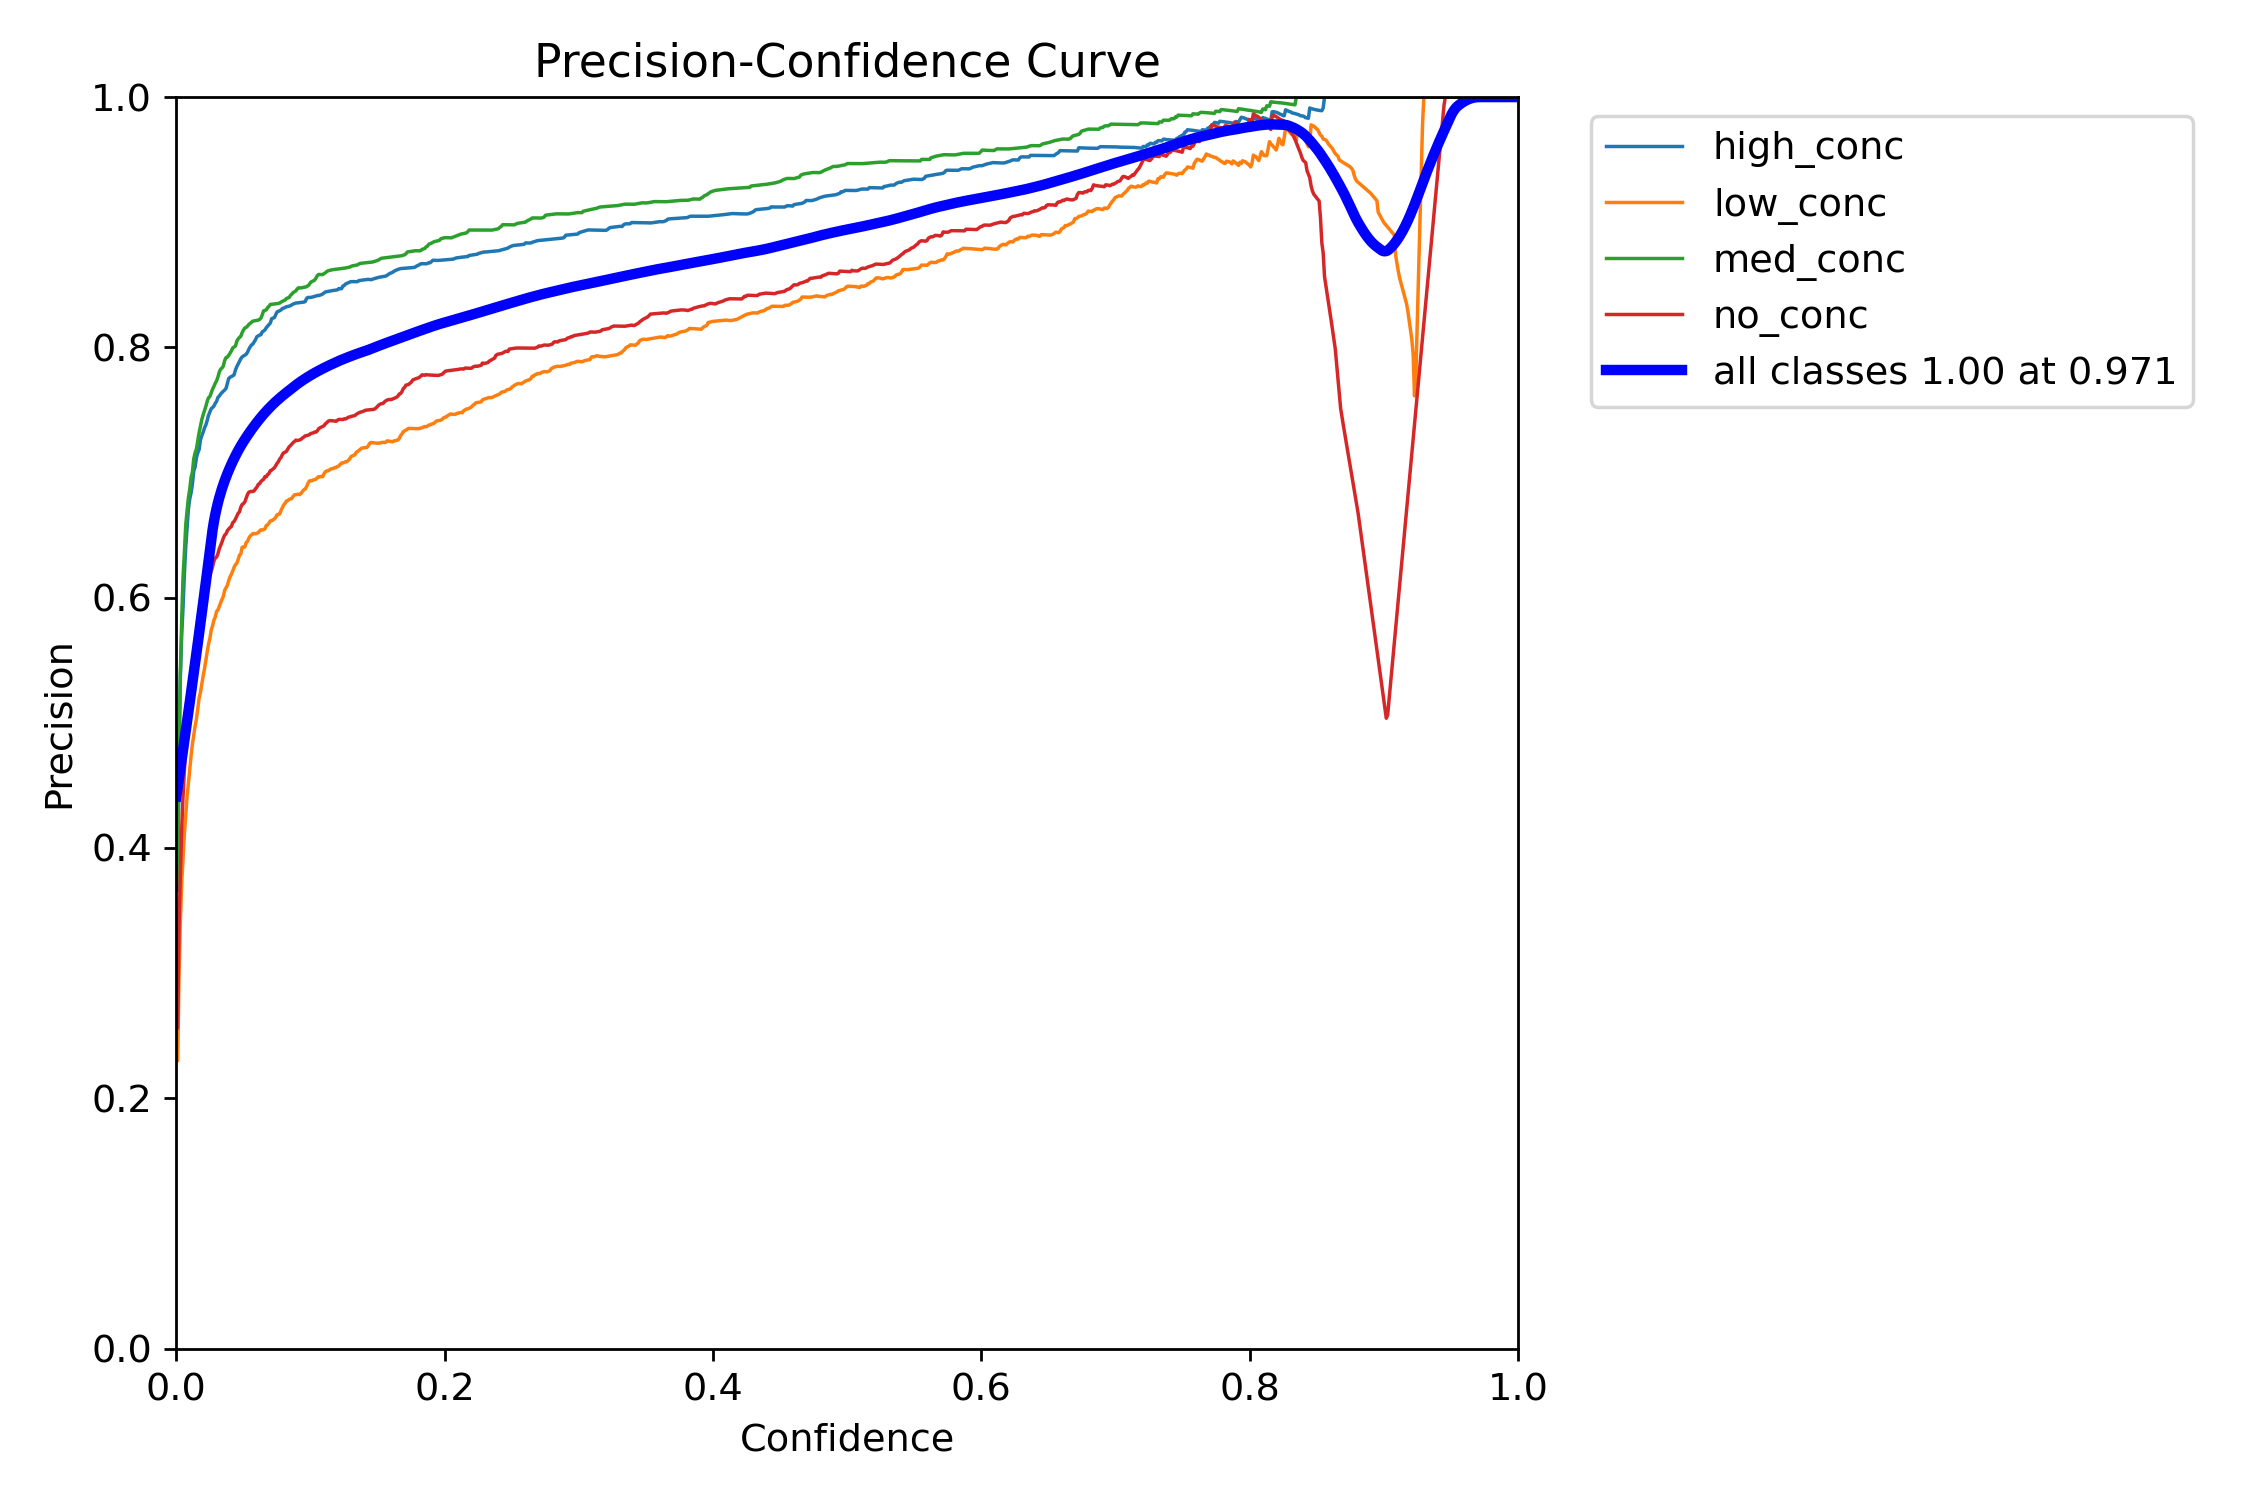 Precision-Confidence Curve
1.0
0.8
0.6
0.4
0.2
0.0
Precision
0.0 0.2 0.4 0.6 0.8 1.0
Confidence
high_conc
low_conc
med_conc
no_conc
all classes 1.00 at 0.971